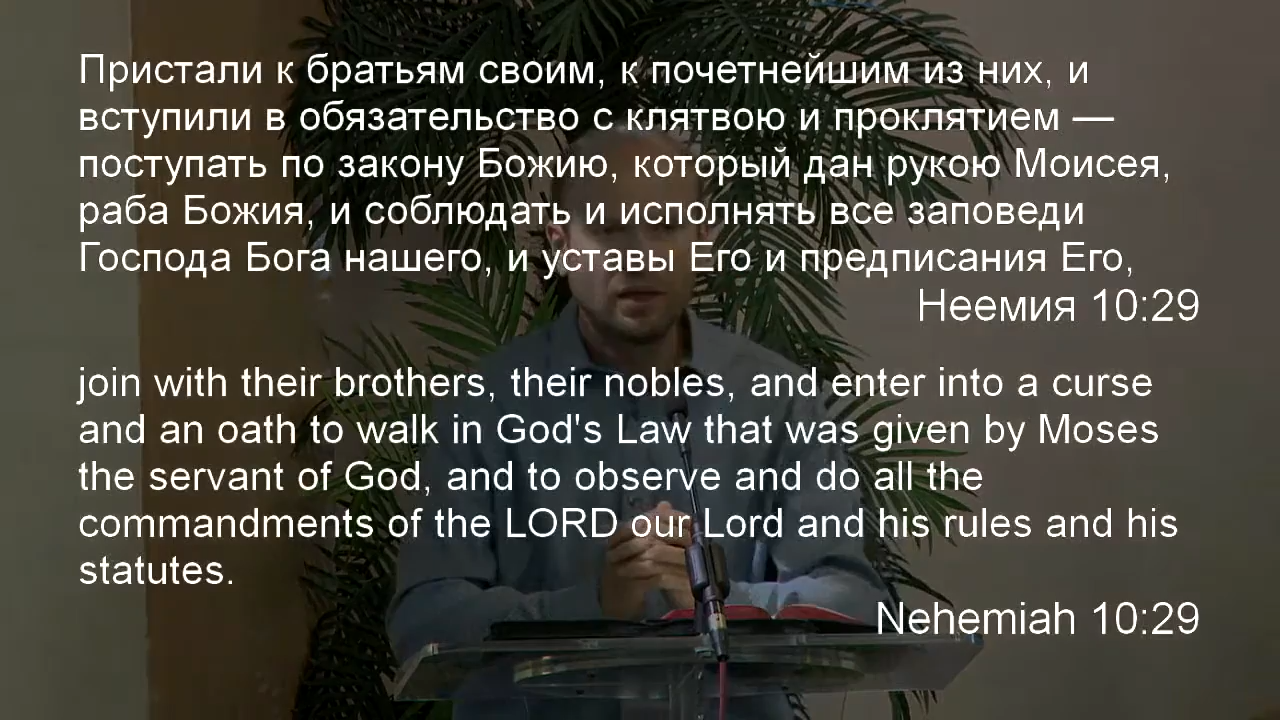 Пристали к братьям своим, к почетнейшим из них, и
вступили в обязательство с клятвою и проклятием —
поступать по закону Божию, который дан рукою Моисея,
раба Божия, и соблюдать и исполнять все заповеди
Господа Бога нашего, и уставы Его и предписания Его,
Неемия 10:29
join with their brothers, their nobles, and enter into a curse
and an oath to walk in God's Law that was given by Moses
the servant of God, and to observe and do all the
commandments of the LORD our Lord and his rules and his
statutes.
Nehemiah 10:29